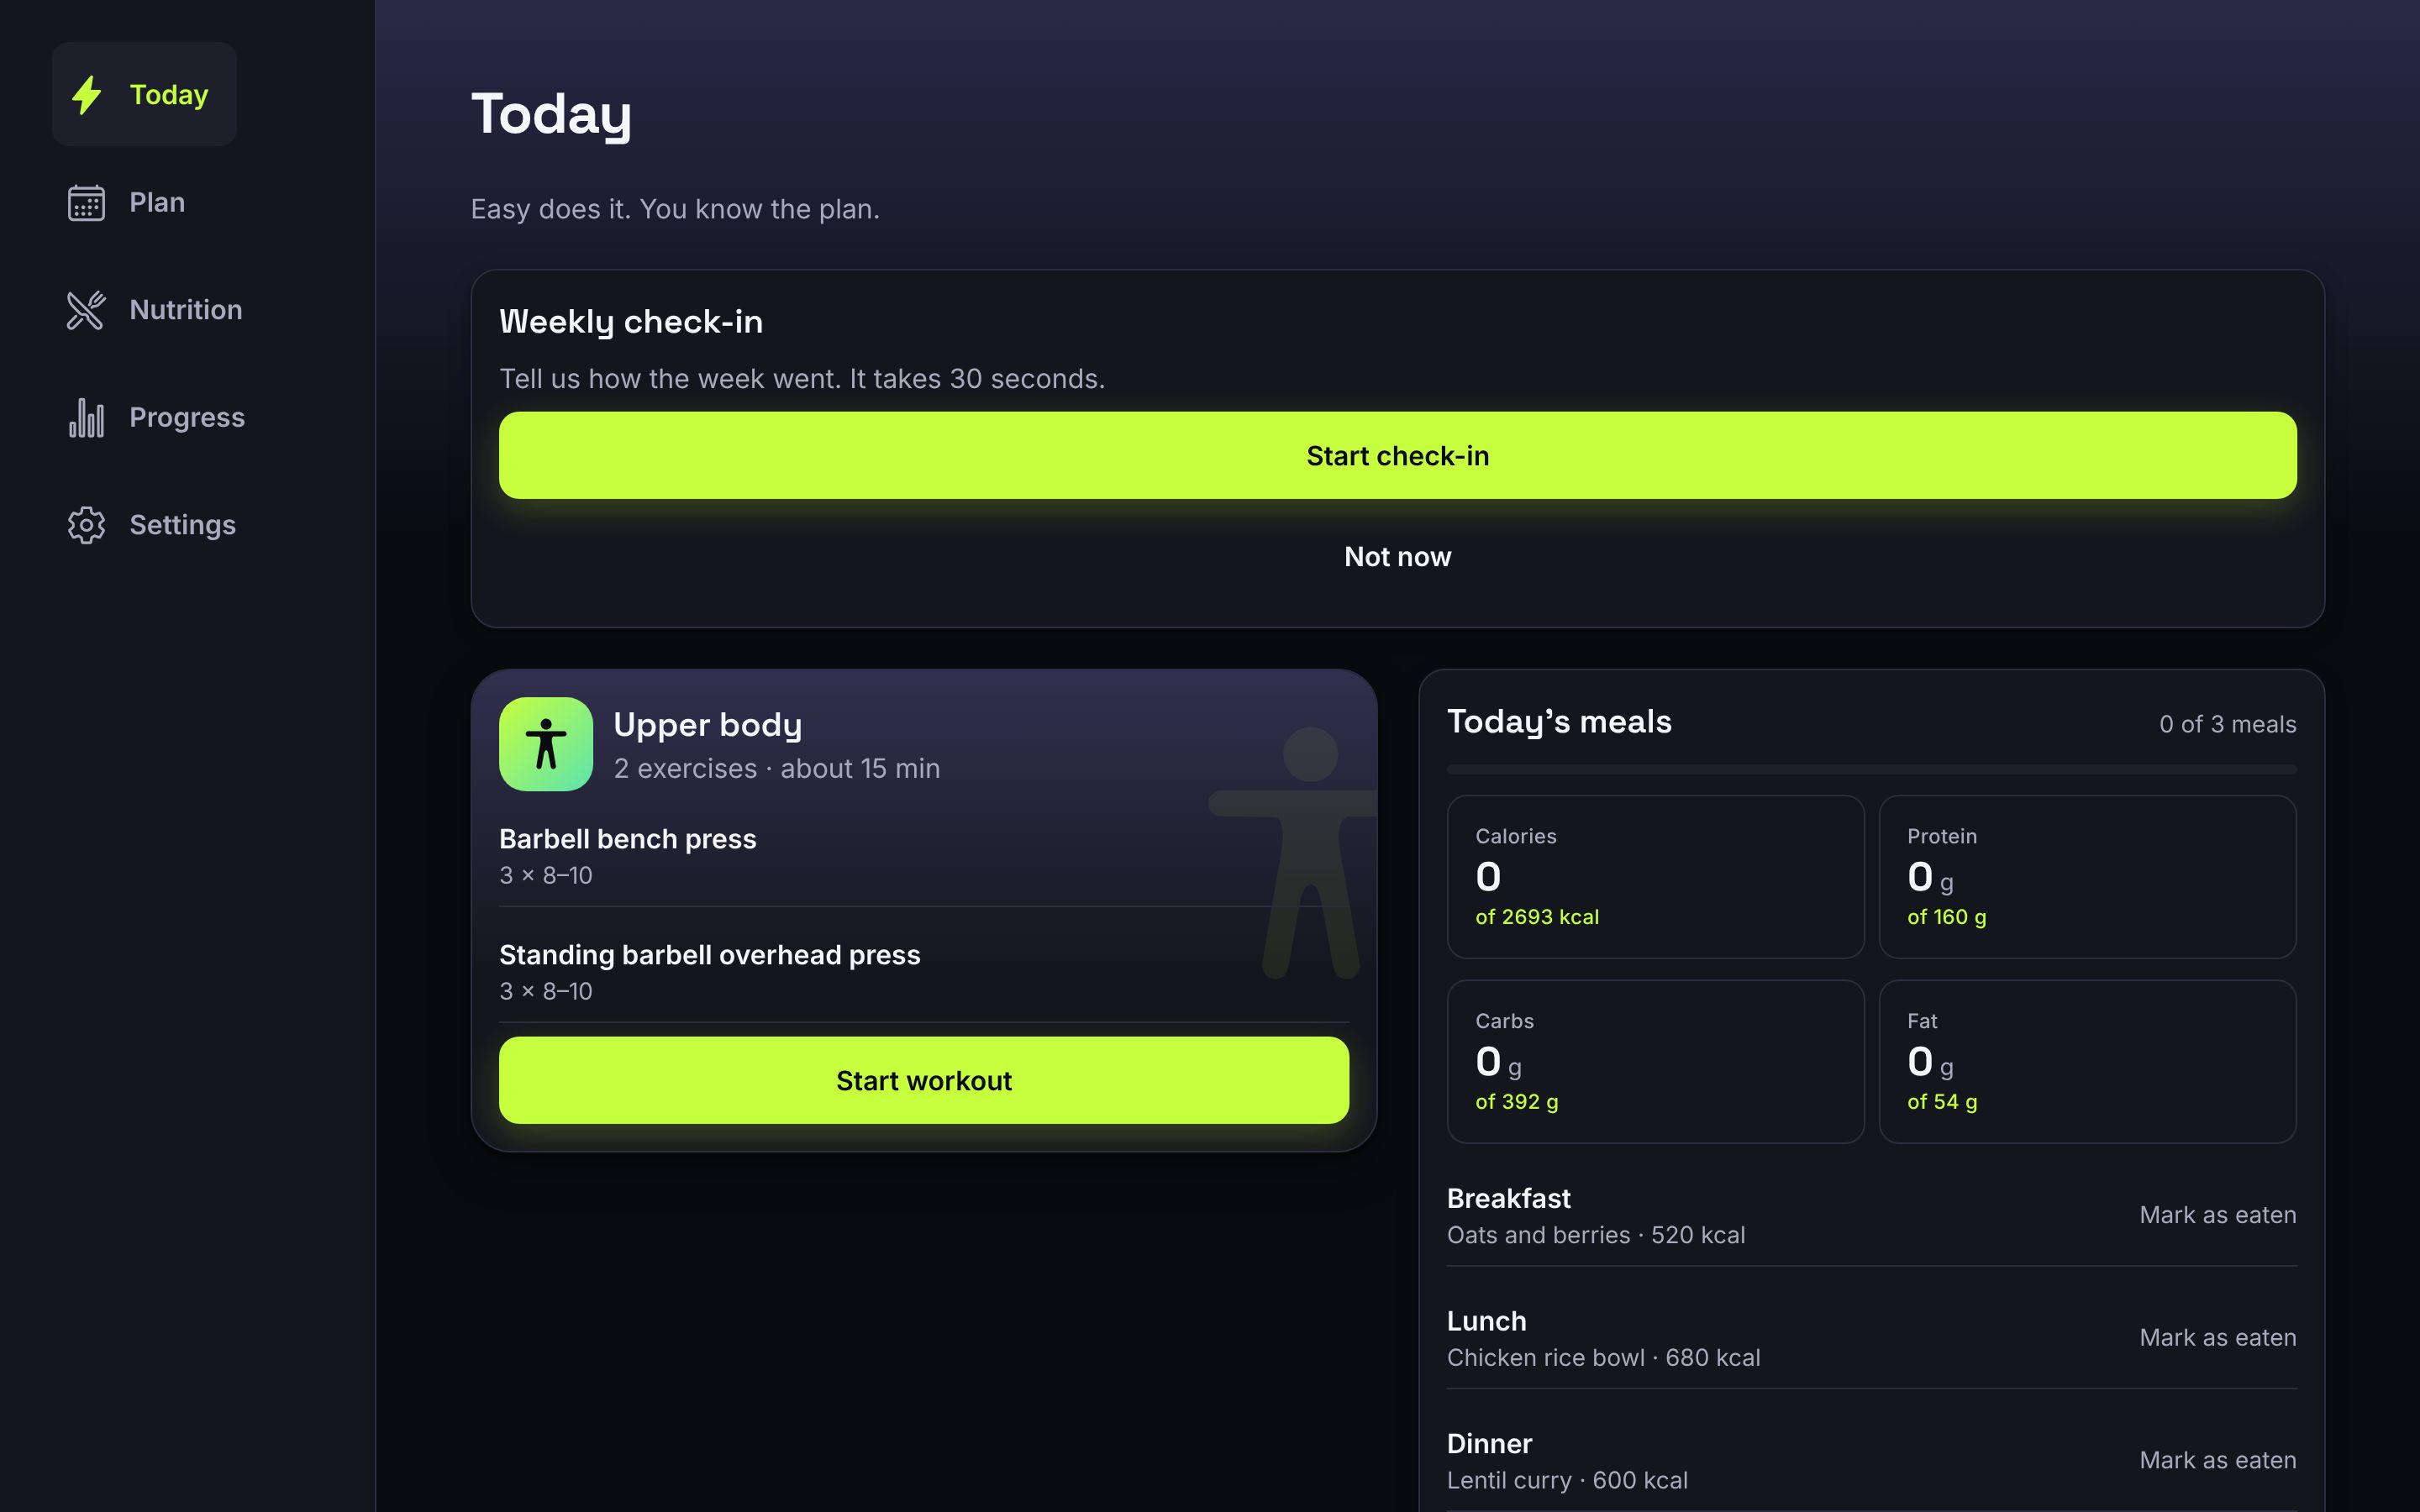 Today
Plan
Nutrition
Progress
Settings
Today
Easy does it. You know the plan.
Weekly check-in
Tell us how the week went. It takes 30 seconds.
Start check-in
Not now
Upper body
2 exercises · about 15 min
Barbell bench press
3 × 8–10
Standing barbell overhead press
3 × 8–10
Start workout
Today’s meals
0 of 3 meals
Calories
0
of 2693 kcal
Protein
0 g
of 160 g
Carbs
0 g
of 392 g
Fat
0 g
of 54 g
Breakfast
Oats and berries · 520 kcal
Mark as eaten
Lunch
Chicken rice bowl · 680 kcal
Mark as eaten
Dinner
Lentil curry · 600 kcal
Mark as eaten